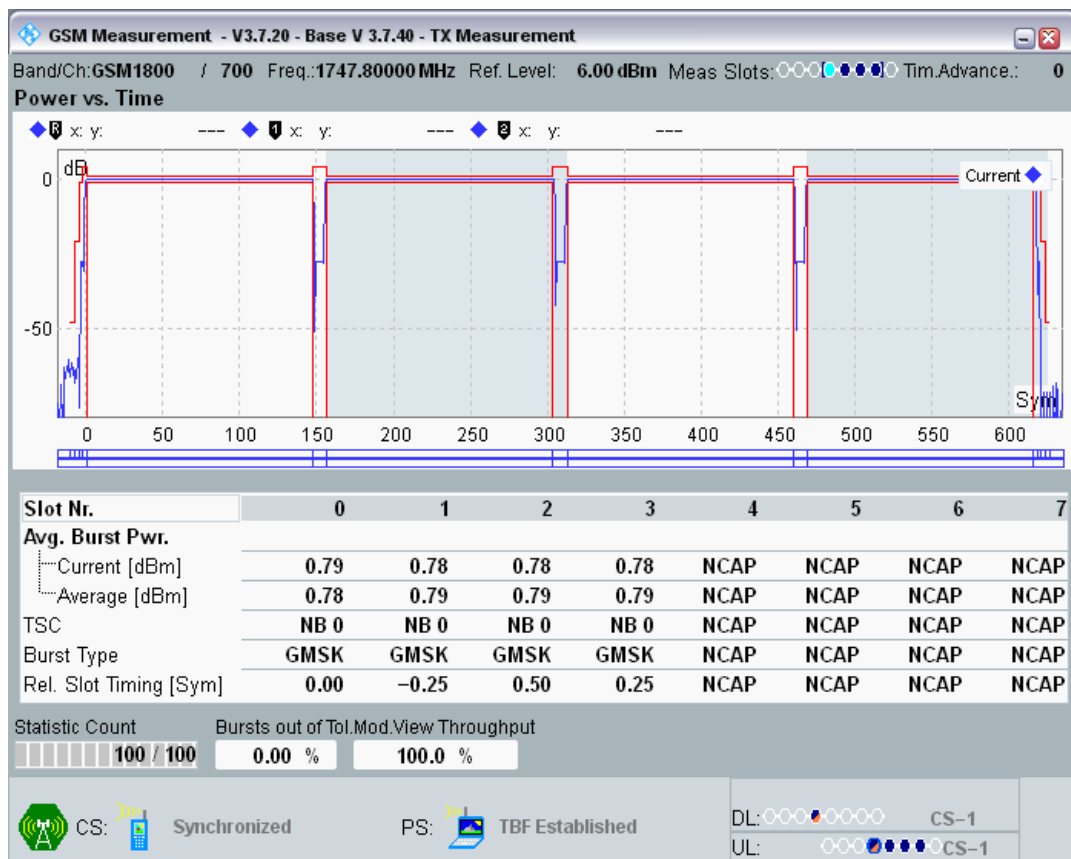 GSM Measurement - V3.7.20 - Base V 3.7.40 - TX Measurement
Band/Ch:GSM1800 / 700 Freq.:1747.80000 MHz Ref. Level: 6.00 dBm Meas Slots: Tim.Advance.: 0
Power vs. Time
R x: y: --- 1 x: y: --- 2 x: y: ---
dB
0
Current
-50
Sym
0 50 100 150 200 250 300 350 400 450 500 550 600
Slot Nr. 0 1 2 3 4 5 6 7
Avg. Burst Pwr.
Current [dBm] 0.79 0.78 0.78 0.78 NCAP NCAP NCAP NCAP
Average [dBm] 0.78 0.79 0.79 0.79 NCAP NCAP NCAP NCAP
TSC NB 0 NB 0 NB 0 NB 0 NCAP NCAP NCAP NCAP
Burst Type GMSK GMSK GMSK GMSK NCAP NCAP NCAP NCAP
Rel. Slot Timing [Sym] 0.00 −0.25 0.50 0.25 NCAP NCAP NCAP NCAP
Statistic Count Bursts out of Tol. Mod.View Throughput
100 / 100 0.00 % 100.0 %
CS: Synchronized PS: TBF Established
DL: CS−1
UL: CS−1